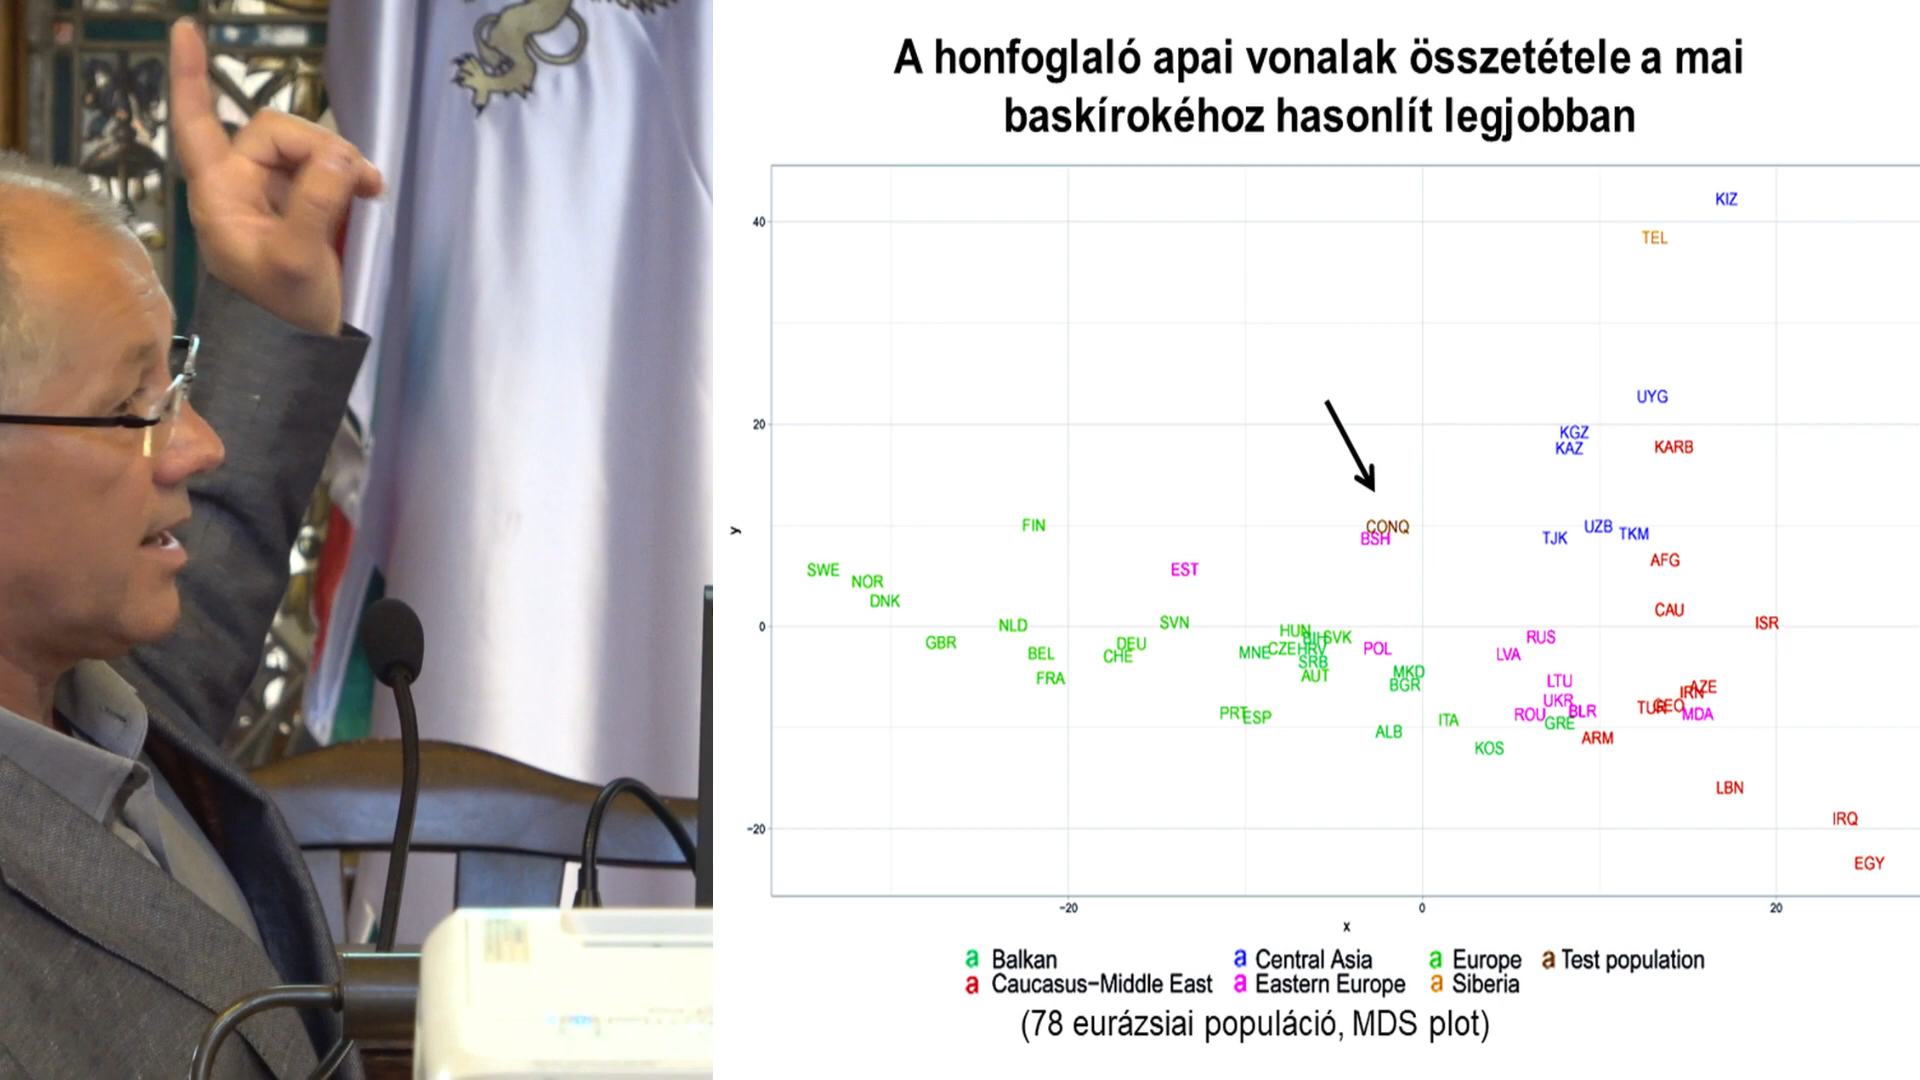 A honfoglaló apai vonalak összetétele a mai
baskírokéhoz hasonlít legjobban
KIZ
40
TEL
UYG
20
KGZ
KARB
KAZ
y
FIN
CONQ
UZB
TKM
BSH
TJK
AFG
SWE
EST
NOR
DNK
CAU
ISR
0
NLD
SVN
HUN
BIH
SVK
RUS
GBR
DEU
BEL
CHE
MNE
CZE
HRV
POL
LVA
SRB
FRA
AUT
MKD
BGR
LTU
AZE
IRN
UKR
TUR
GEO
PRT
ESP
ROU
BLR
MDA
ITA
GRE
ALB
ARM
KOS
LBN
-20
IRQ
EGY
-20 0 20
x
a Balkan a Central Asia a Europe a Test population
a Caucasus-Middle East a Eastern Europe a Siberia
(78 eurázsiai populáció, MDS plot)